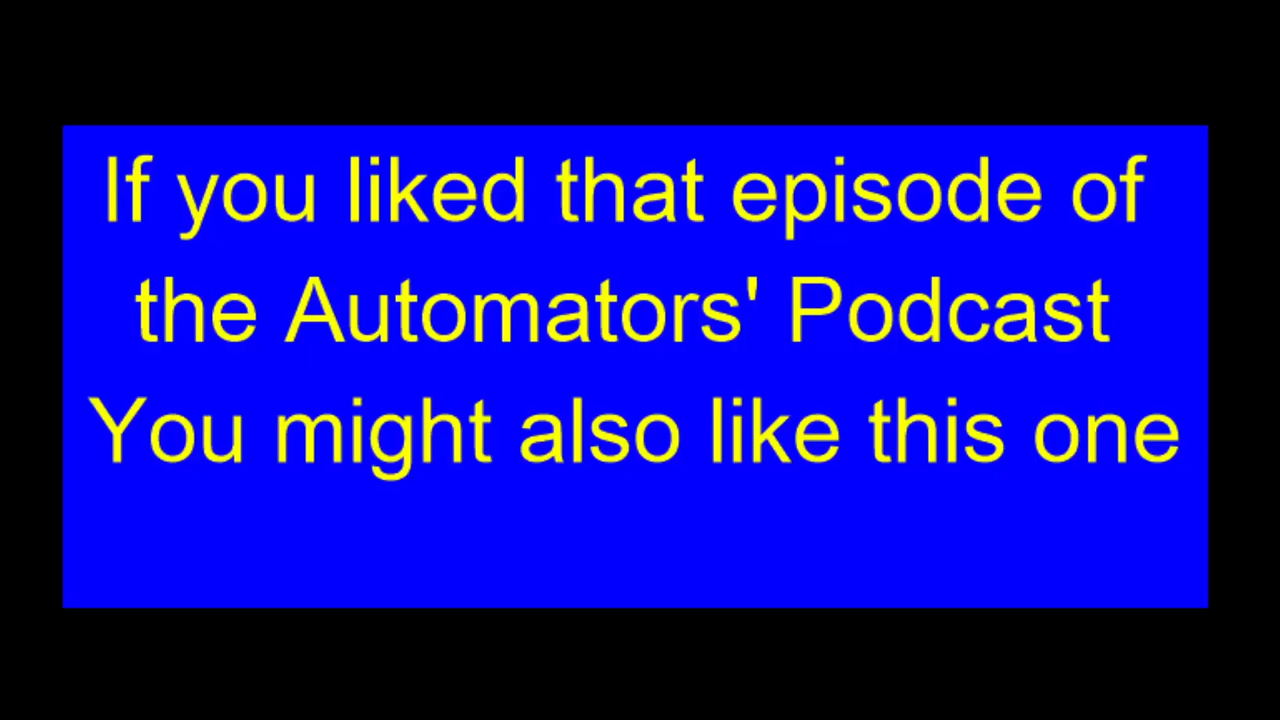 If you liked that episode of
the Automators' Podcast
You might also like this one